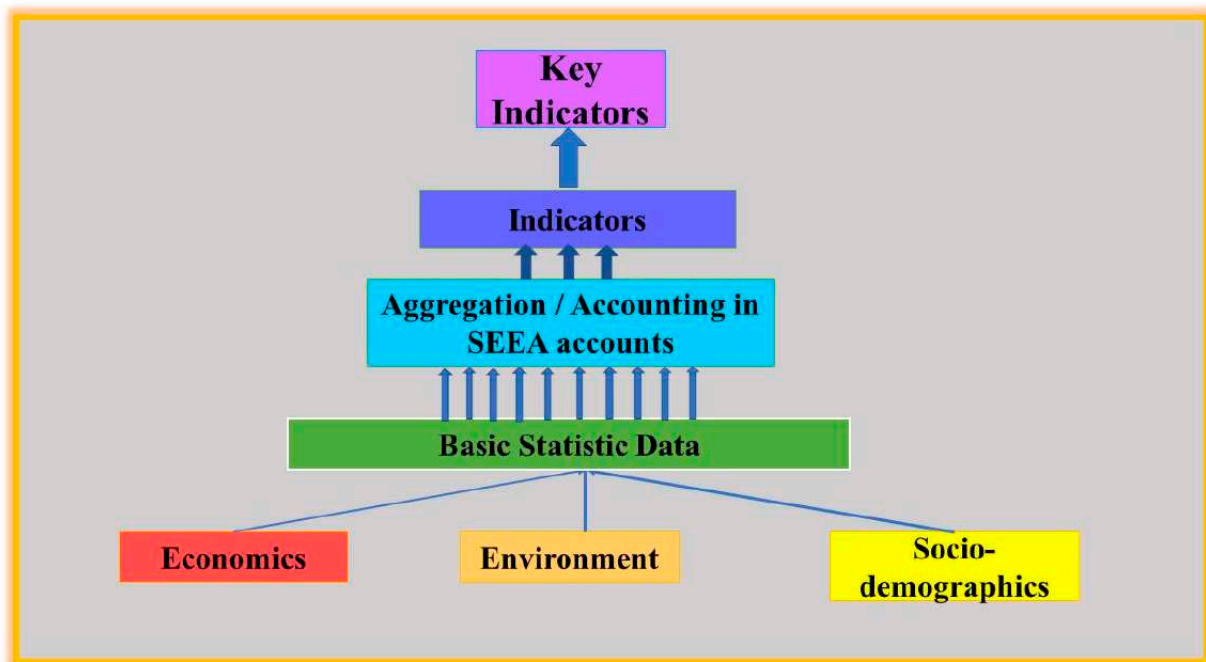 Key
Indicators
Indicators
Aggregation / Accounting in
SEEA accounts
Basic Statistic Data
Economics
Environment
Socio-
demographics